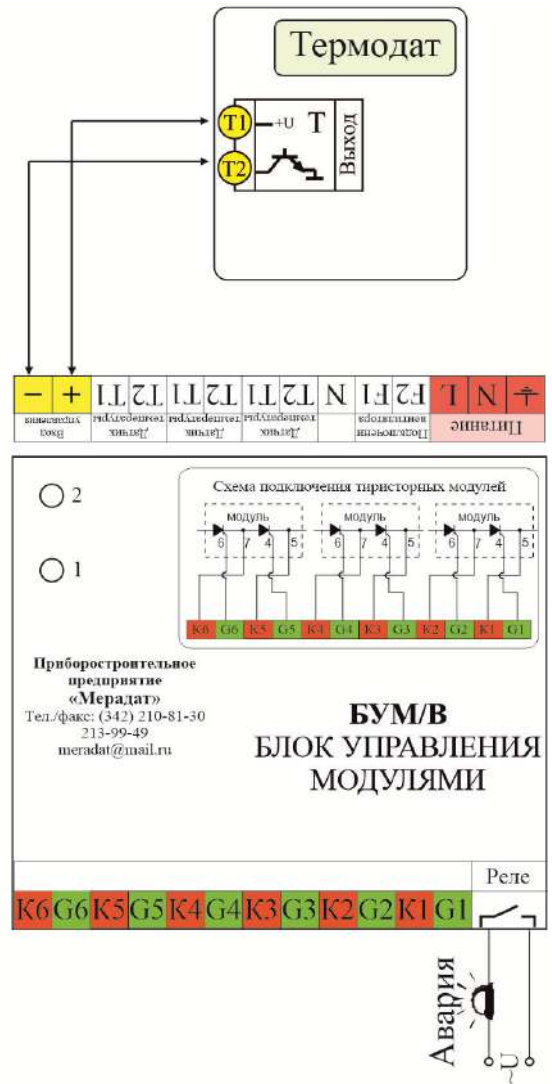 Термодат
T1
+U
T
T2
Выход
− + T1 T2 T1 T2 T1 T2 N F1 F2 L N
Вход управления
Датчик температуры
Датчик температуры
Датчик температуры
Подключени вентилятора
Питание
2
1
Схема подключения тиристорных модулей
модуль модуль модуль
6 7 4 5 6 7 4 5 6 7 4 5
K6 G6 K5 G5 K4 G4 K3 G3 K2 G2 K1 G1
Приборостроительное
предприятие
«Мерадат»
Тел./факс: (342) 210-81-30
213-99-49
meradat@mail.ru
БУМ/В
БЛОК УПРАВЛЕНИЯ
МОДУЛЯМИ
Реле
K6 G6 K5 G5 K4 G4 K3 G3 K2 G2 K1 G1
Авария
~U